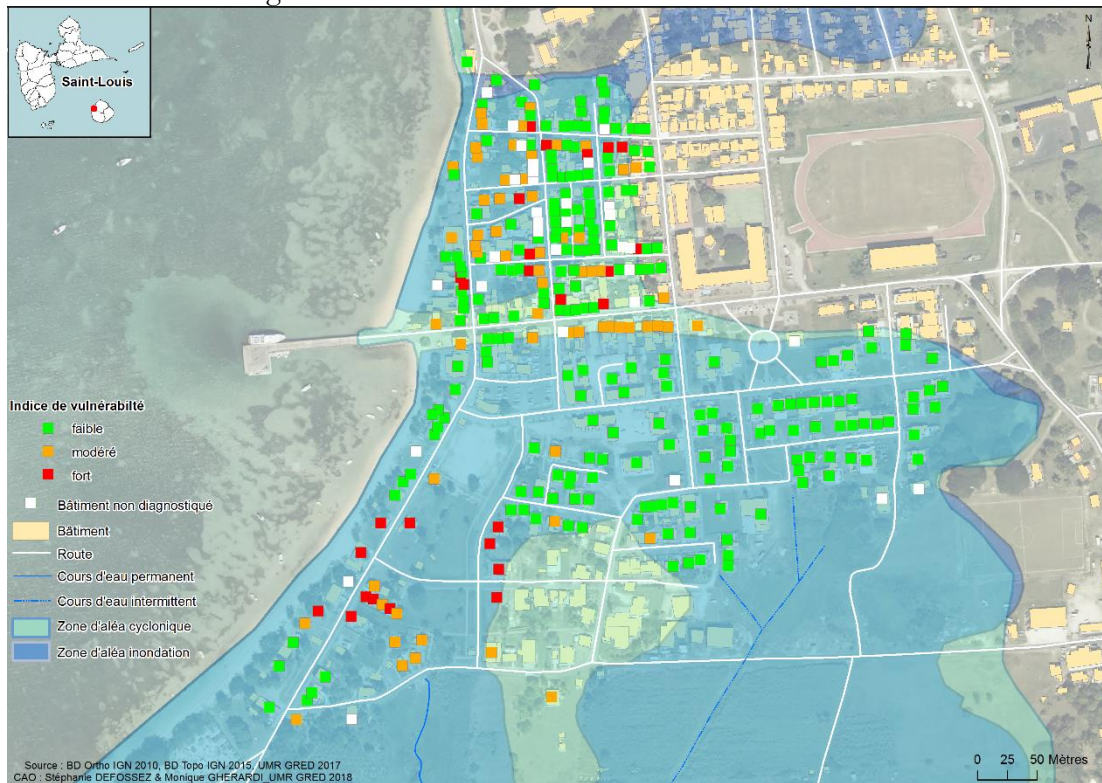 N
Saint-Louis
Indice de vulnérabilté
faible
modéré
fort
Bâtiment non diagnostiqué
Bâtiment
Route
Cours d'eau permanent
Cours d'eau intermittent
Zone d'aléa cyclonique
Zone d'aléa inondation
Source : BD Ortho IGN 2010, BD Topo IGN 2015, UMR GRED 2017
CAO : Stéphanie DEFOSSEZ & Monique GHERARDI_UMR GRED 2018
0 25 50 Mètres